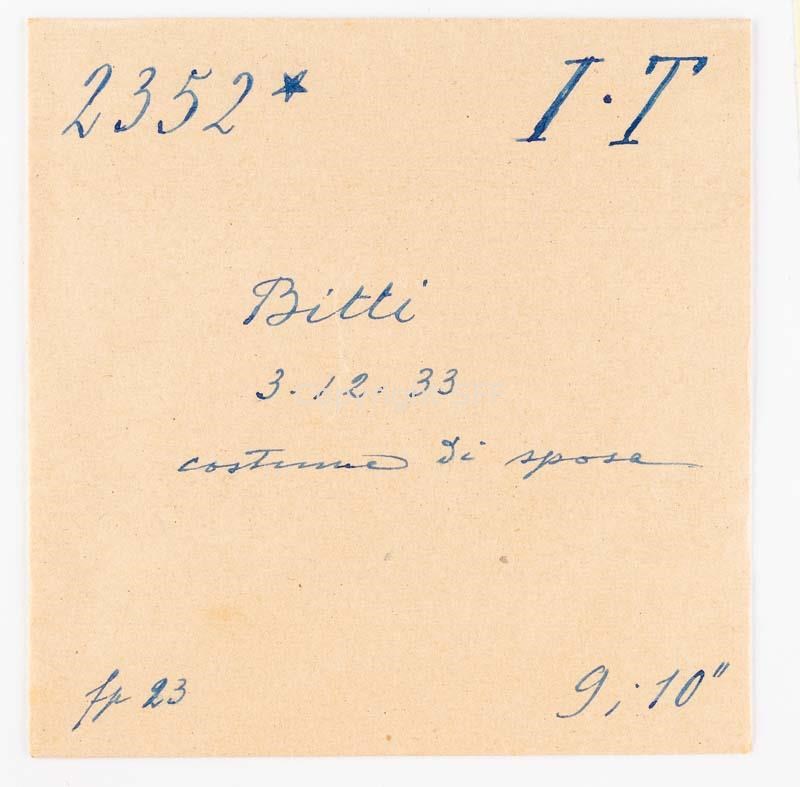 2352* I·T
Bitti
3·12·33
costume di sposa
fp 23 9;10"